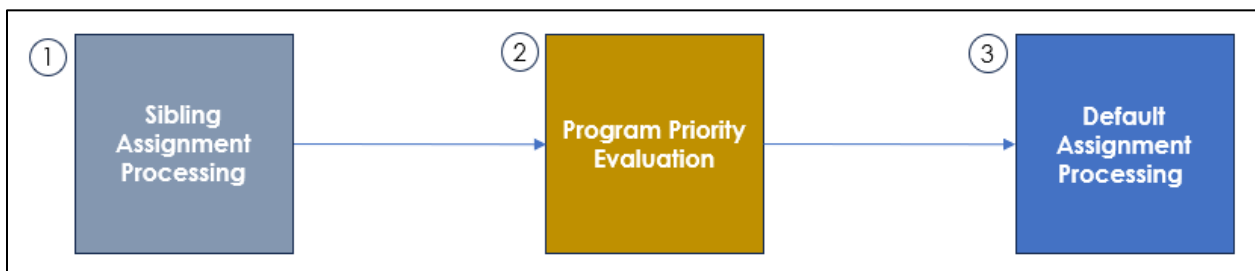 1
Sibling
Assignment
Processing
2
Program Priority
Evaluation
3
Default
Assignment
Processing